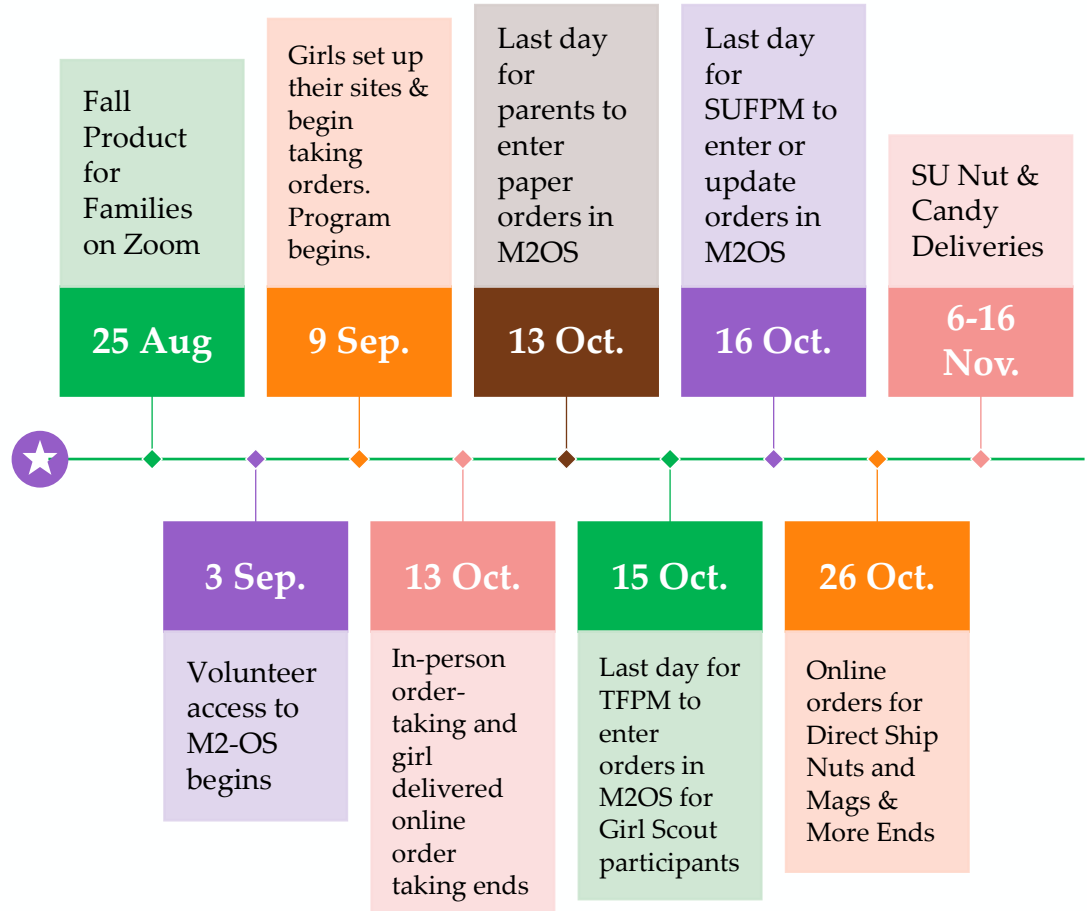 Fall
Product
for
Families
on Zoom
25 Aug
Volunteer
access to
M2-OS
begins
3 Sep.
Girls set up
their sites &
begin
taking
orders.
Program
begins.
9 Sep.
13 Oct.
In-person
order-
taking and
girl
delivered
online
order
taking ends
Last day
for
parents to
enter
paper
orders in
M2OS
13 Oct.
15 Oct.
Last day for
TFPM to
enter
orders in
M2OS for
Girl Scout
participants
Last day
for
SUFPM to
enter or
update
orders in
M2OS
16 Oct.
26 Oct.
Online
orders for
Direct Ship
Nuts and
Mags &
More Ends
SU Nut &
Candy
Deliveries
6-16
Nov.